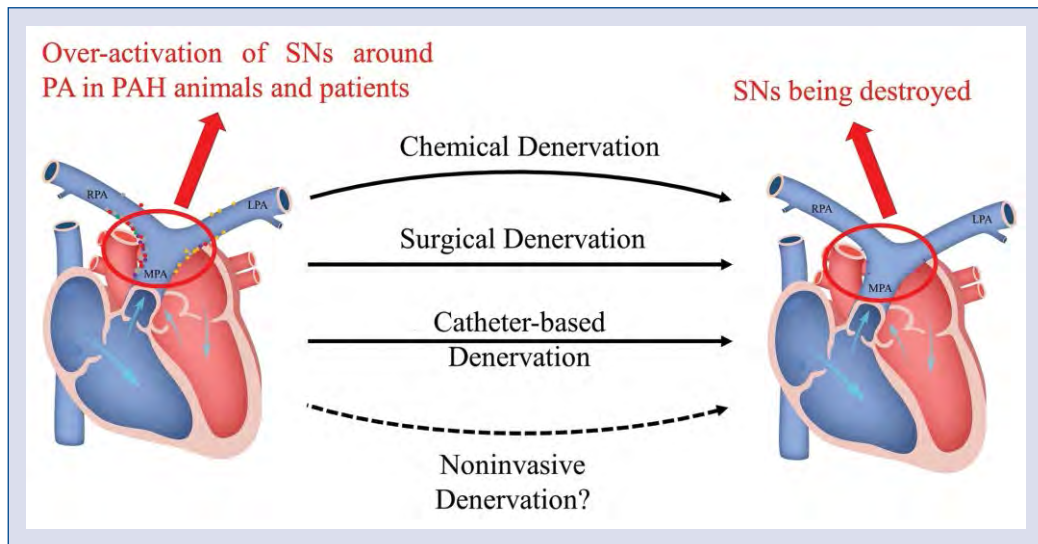 Over-activation of SNs around
PA in PAH animals and patients
SNs being destroyed
Chemical Denervation
RPA
LPA
MPA
Surgical Denervation
Catheter-based
Denervation
Noninvasive
Denervation?
RPA
LPA
MPA